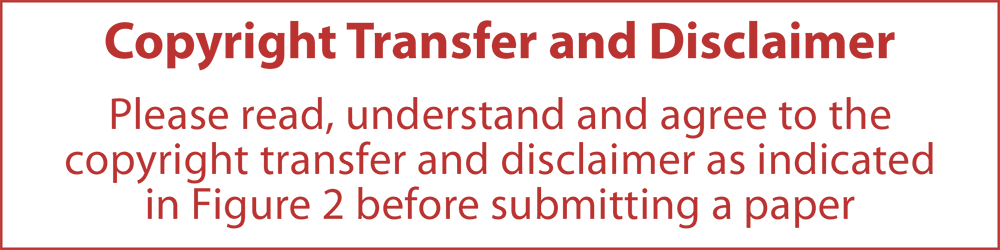 Copyright Transfer and Disclaimer
Please read, understand and agree to the
copyright transfer and disclaimer as indicated
in Figure 2 before submitting a paper